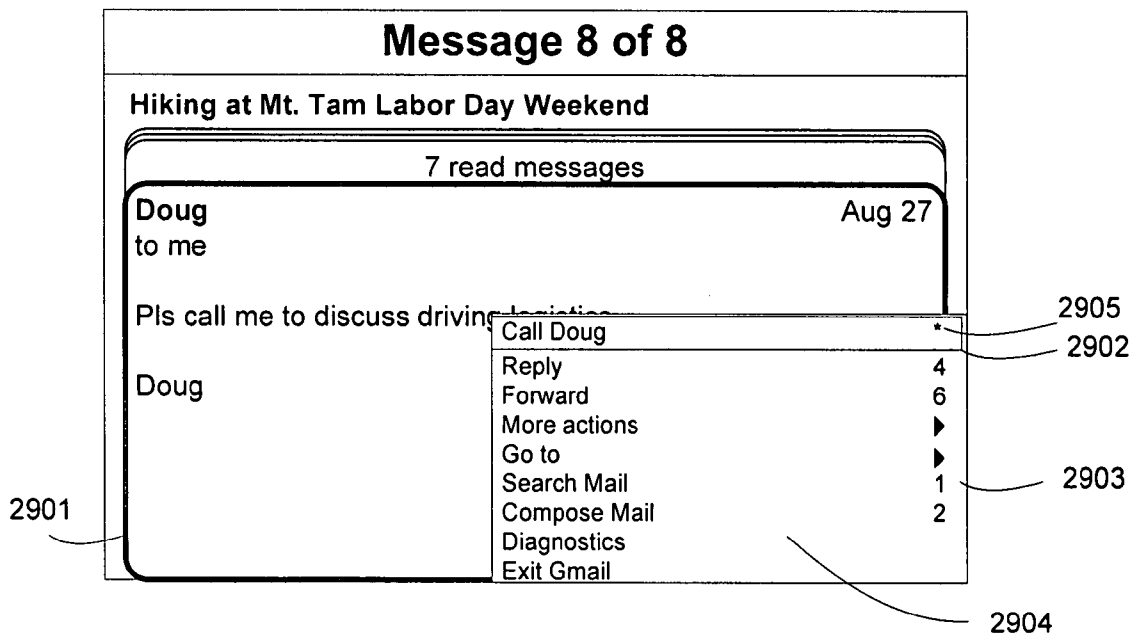 Message 8 of 8
Hiking at Mt. Tam Labor Day Weekend
7 read messages
Doug Aug 27
to me
Pls call me to discuss driving logistics
Call Doug *
Doug
Reply 4
Forward 6
More actions
Go to
Search Mail 1
Compose Mail 2
Diagnostics
Exit Gmail
2905
2902
2903
2901
2904